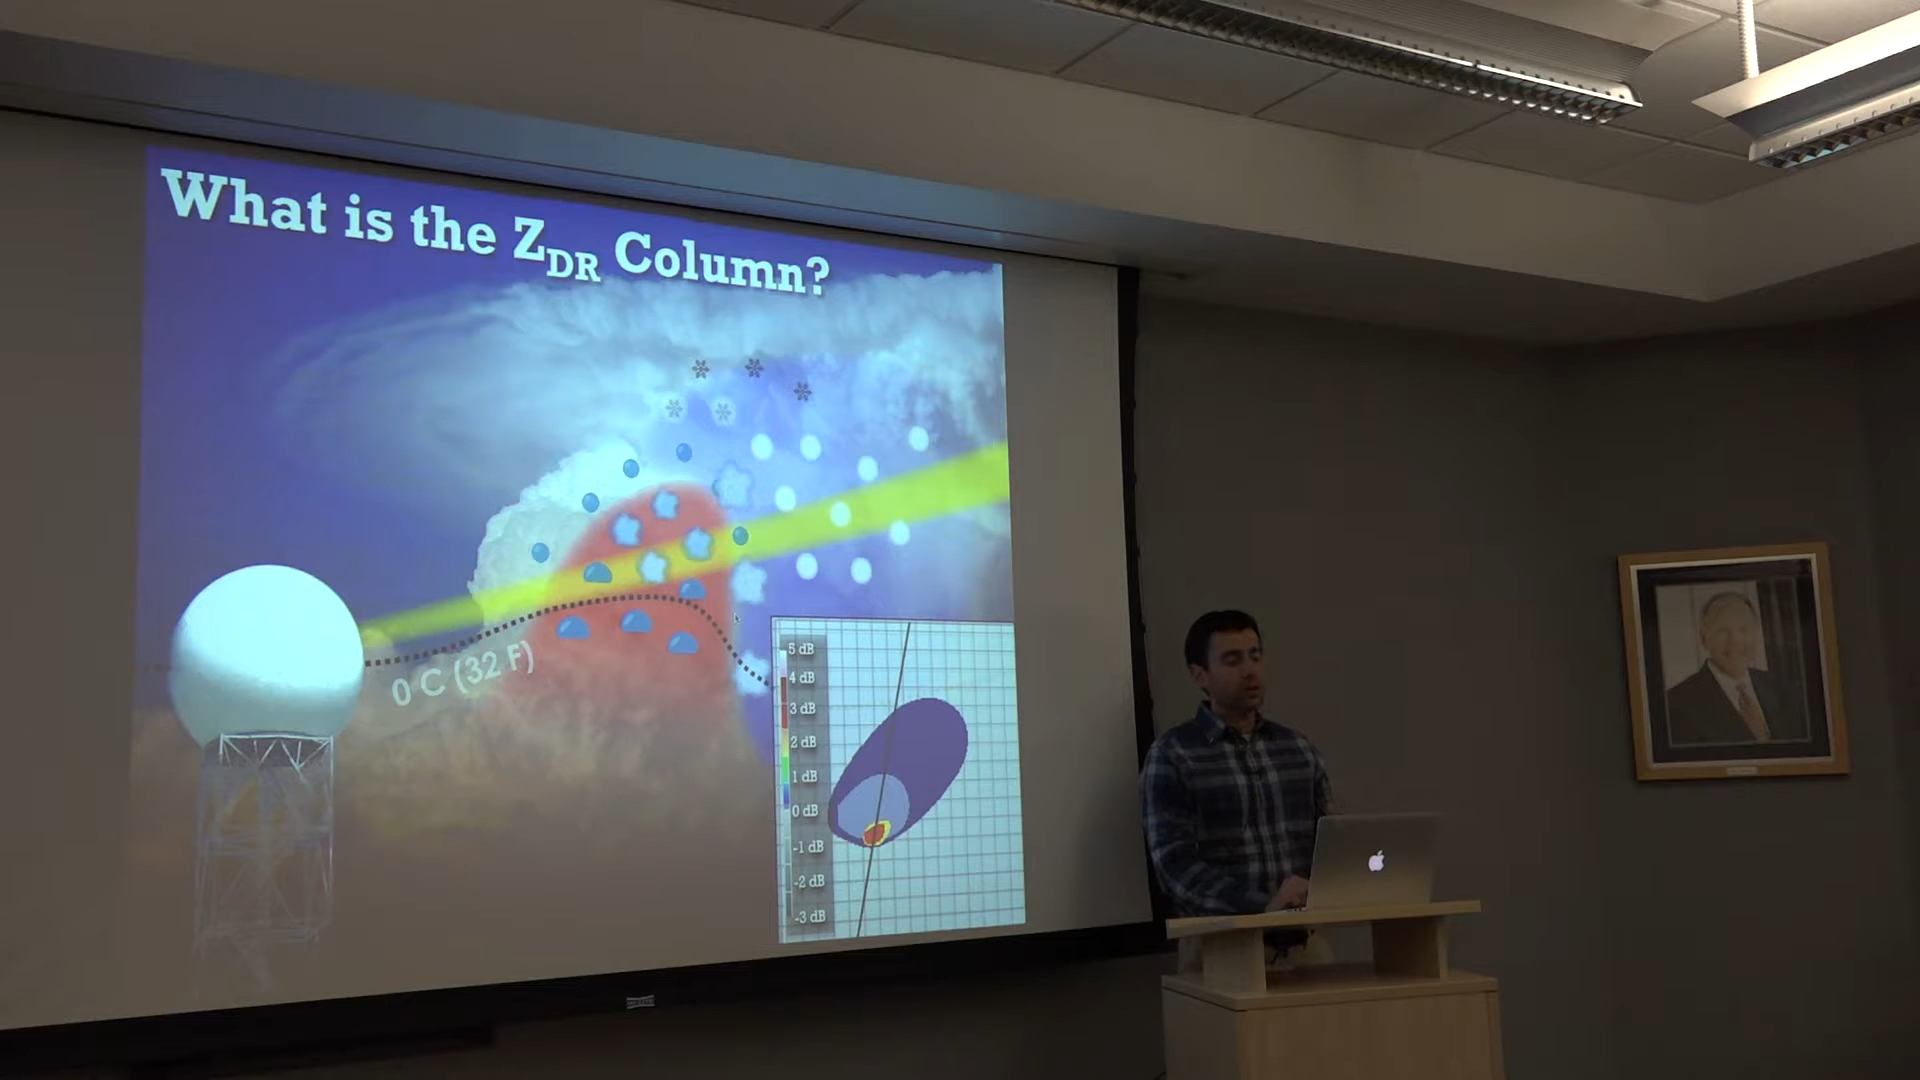 What is the ZDR Column?
0 C (32 F)
5 dB
4 dB
3 dB
2 dB
1 dB
0 dB
-1 dB
-2 dB
-3 dB